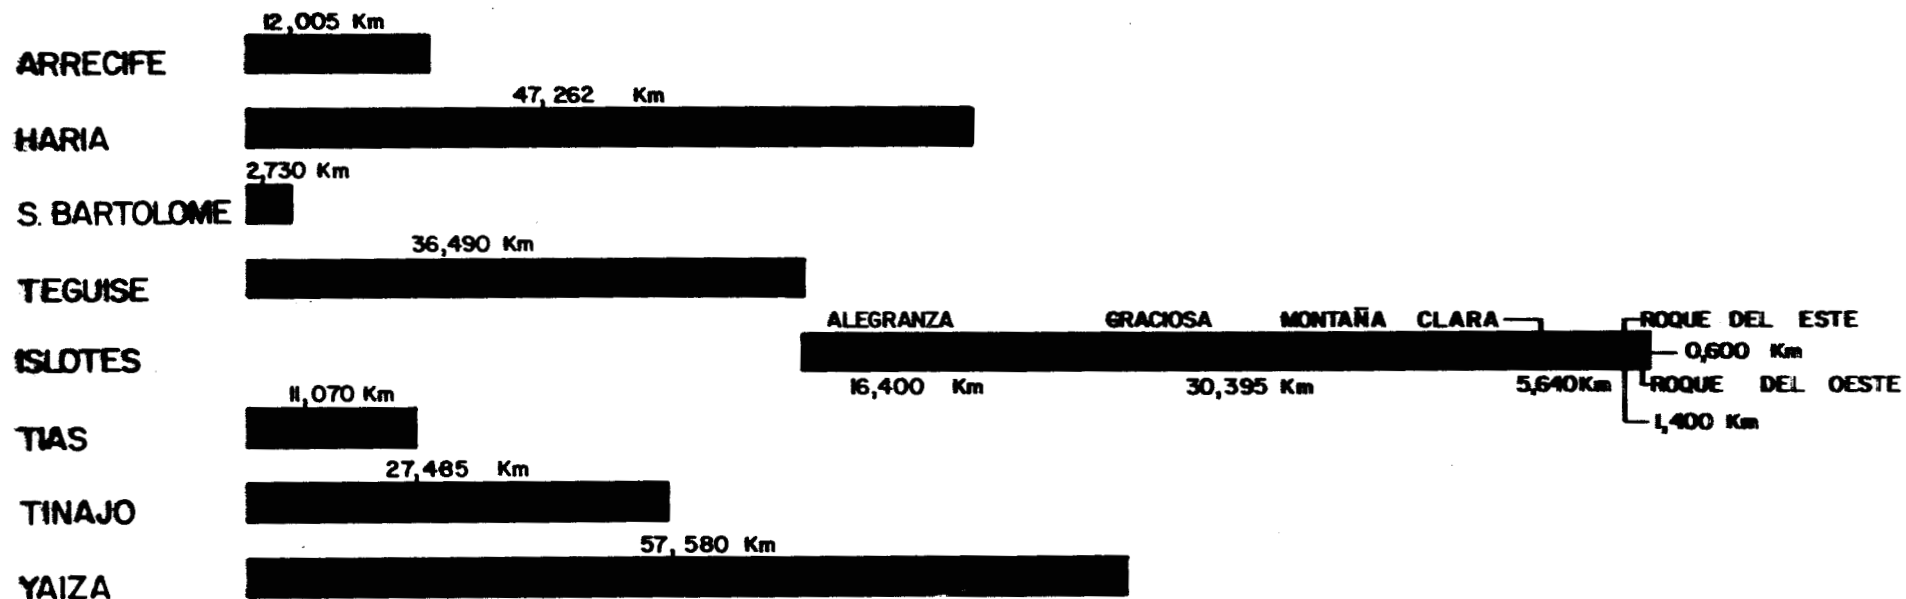 12,005 Km
ARRECIFE
47, 262 Km
HARIA
2,730 Km
S. BARTOLOME
36,490 Km
TEGUISE
ALEGRANZA GRACIOSA MONTAÑA CLARA ROQUE DEL ESTE
ISLOTES 0,600 Km
16,400 Km 30,395 Km 5,640Km ROQUE DEL OESTE
11,070 Km
1,400 Km
TIAS
27,485 Km
TINAJO
57, 580 Km
YAIZA